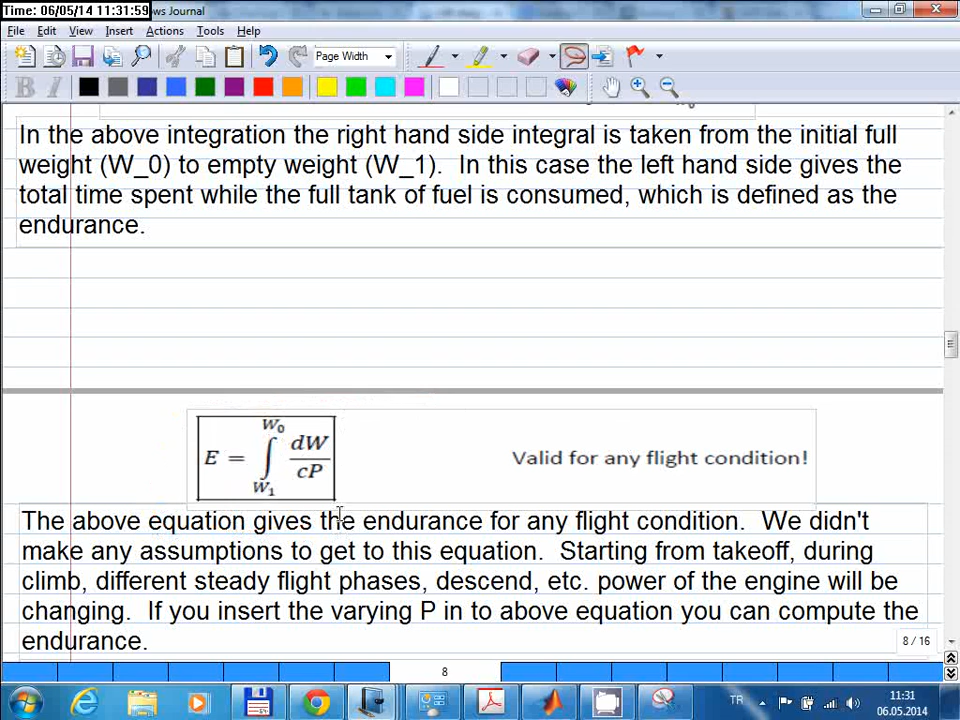 Time: 06/05/14 11:31:59
ws Journal
File Edit View Insert Actions Tools Help
Page Width
B I
In the above integration the right hand side integral is taken from the initial full
weight (W_0) to empty weight (W_1).  In this case the left hand side gives the
total time spent while the full tank of fuel is consumed, which is defined as the
endurance.
E = ∫_{W₁}^{W₀} dW/cP
Valid for any flight condition!
The above equation gives the endurance for any flight condition.  We didn't
make any assumptions to get to this equation.  Starting from takeoff, during
climb, different steady flight phases, descend, etc. power of the engine will be
changing.  If you insert the varying P in to above equation you can compute the
endurance.
8 / 16
8
TR
11:31
06.05.2014